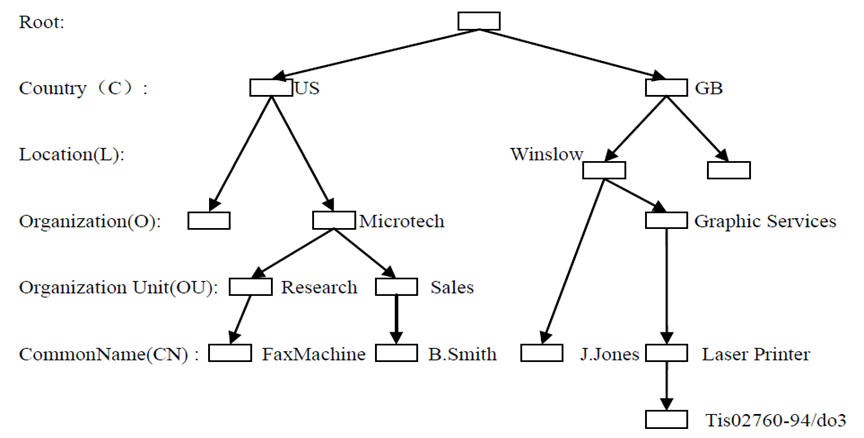 Root:
Country（C）: US GB
Location(L): Winslow
Organization(O): Microtech Graphic Services
Organization Unit(OU): Research Sales
CommonName(CN) : FaxMachine B.Smith J.Jones Laser Printer
Tis02760-94/do3